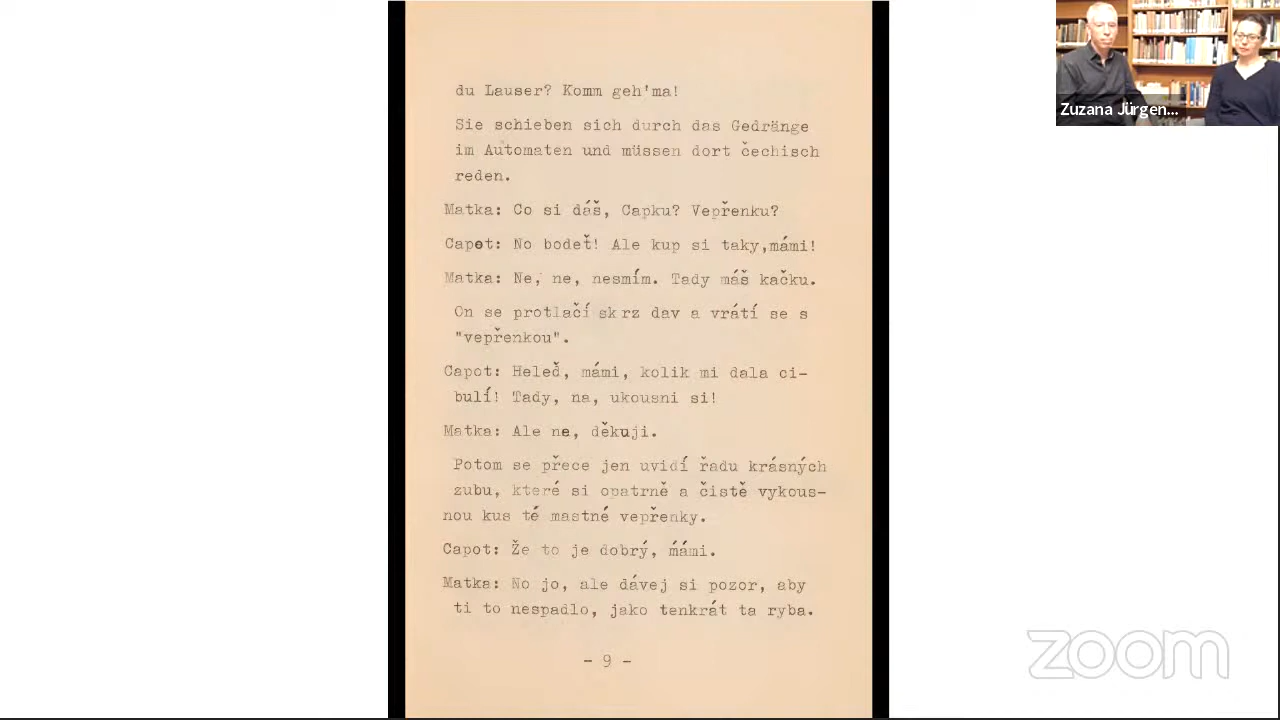 du Lauser? Komm geh'ma!
Sie schieben sich durch das Gedränge
im Automaten und müssen dort čechisch
reden.
Matka: Co si dáš, Capku? Vepřenku?
Capot: No bodeť! Ale kup si taky,mámi!
Matka: Ne, ne, nesmím. Tady máš kačku.
On se protlačí skrz dav a vrátí se s
"vepřenkou".
Capot: Heleď, mámi, kolik mi dala ci-
bulí! Tady, na, ukousni si!
Matka: Ale ne, děkuji.
Potom se přece jen uvidí řadu krásných
zubu, které si opatrně a čistě vykous-
nou kus té mastné vepřenky.
Capot: Že to je dobrý, mámi.
Matka: No jo, ale dávej si pozor, aby
ti to nespadlo, jako tenkrát ta ryba.
- 9 -
Zuzana Jürgen...
zoom